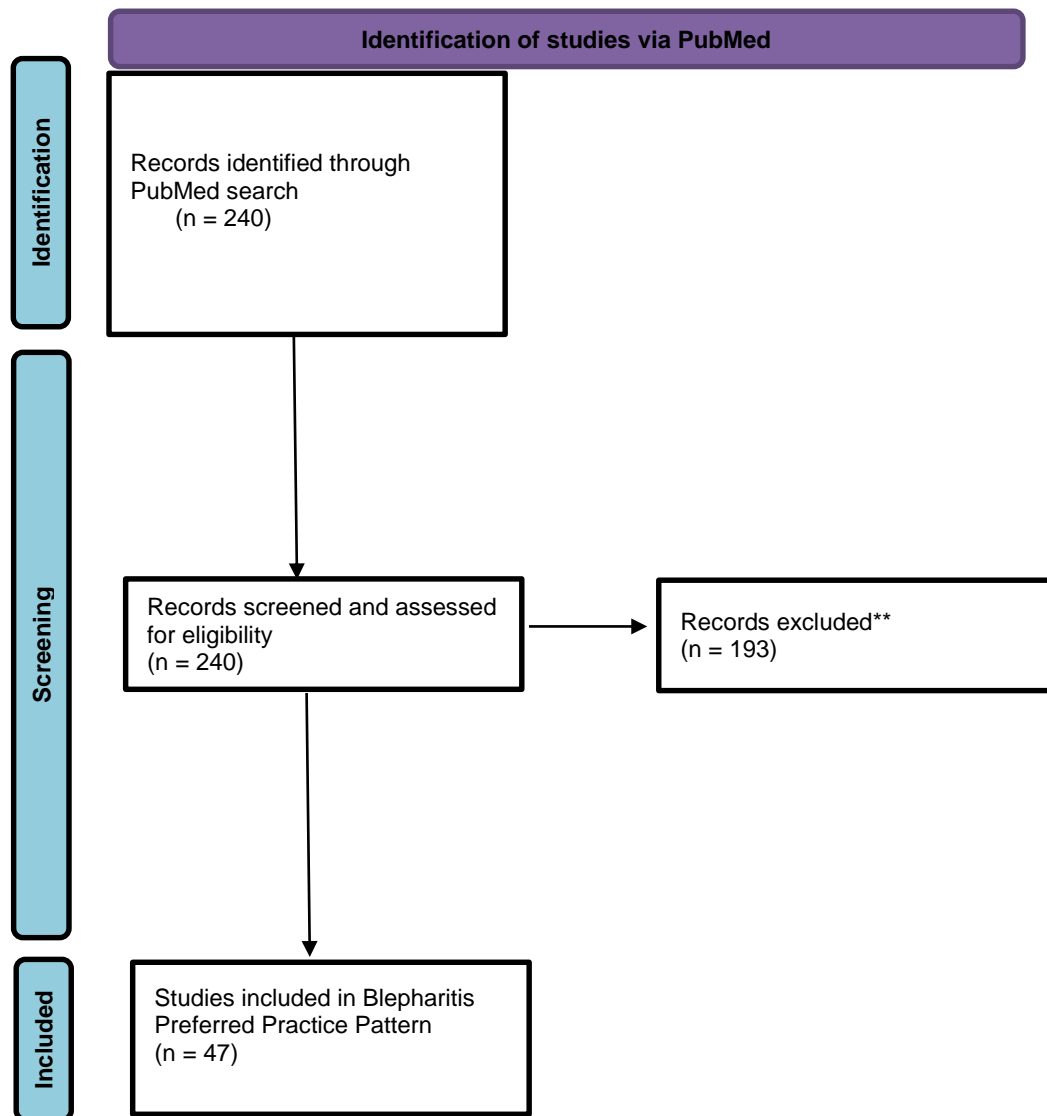 Identification of studies via PubMed
Identification
Records identified through
PubMed search
(n = 240)
Screening
Records screened and assessed
for eligibility
(n = 240)
Records excluded**
(n = 193)
Included
Studies included in Blepharitis
Preferred Practice Pattern
(n = 47)